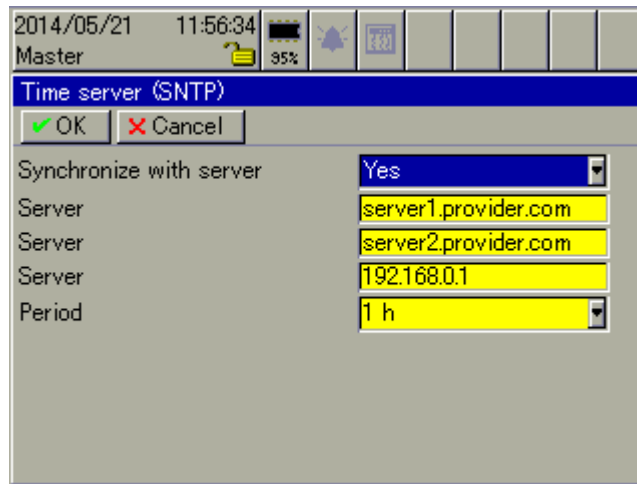 2014/05/21 11:56:34
Master
95%
Time server (SNTP)
OK Cancel
Synchronize with server Yes
Server server1.provider.com
Server server2.provider.com
Server 192.168.0.1
Period 1 h